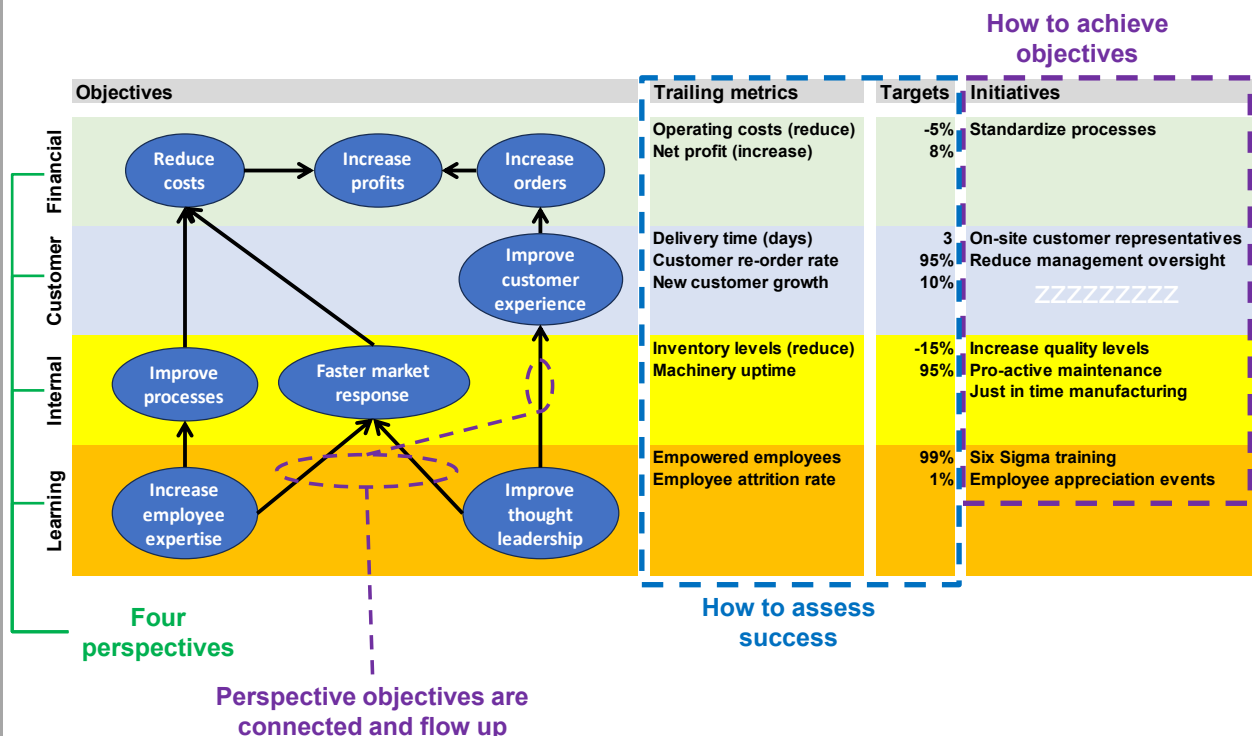 How to achieve
objectives
Objectives
Trailing metrics
Targets
Initiatives
Financial
Reduce
costs
Increase
profits
Increase
orders
Operating costs (reduce)
-5%
Standardize processes
Net profit (increase)
8%
Customer
Improve
customer
experience
Delivery time (days)
3
On-site customer representatives
Customer re-order rate
95%
Reduce management oversight
New customer growth
10%
ZZZZZZZZZ
Internal
Improve
processes
Faster market
response
Inventory levels (reduce)
-15%
Increase quality levels
Machinery uptime
95%
Pro-active maintenance
Just in time manufacturing
Learning
Increase
employee
expertise
Improve
thought
leadership
Empowered employees
99%
Six Sigma training
Employee attrition rate
1%
Employee appreciation events
Four
perspectives
How to assess
success
Perspective objectives are
connected and flow up